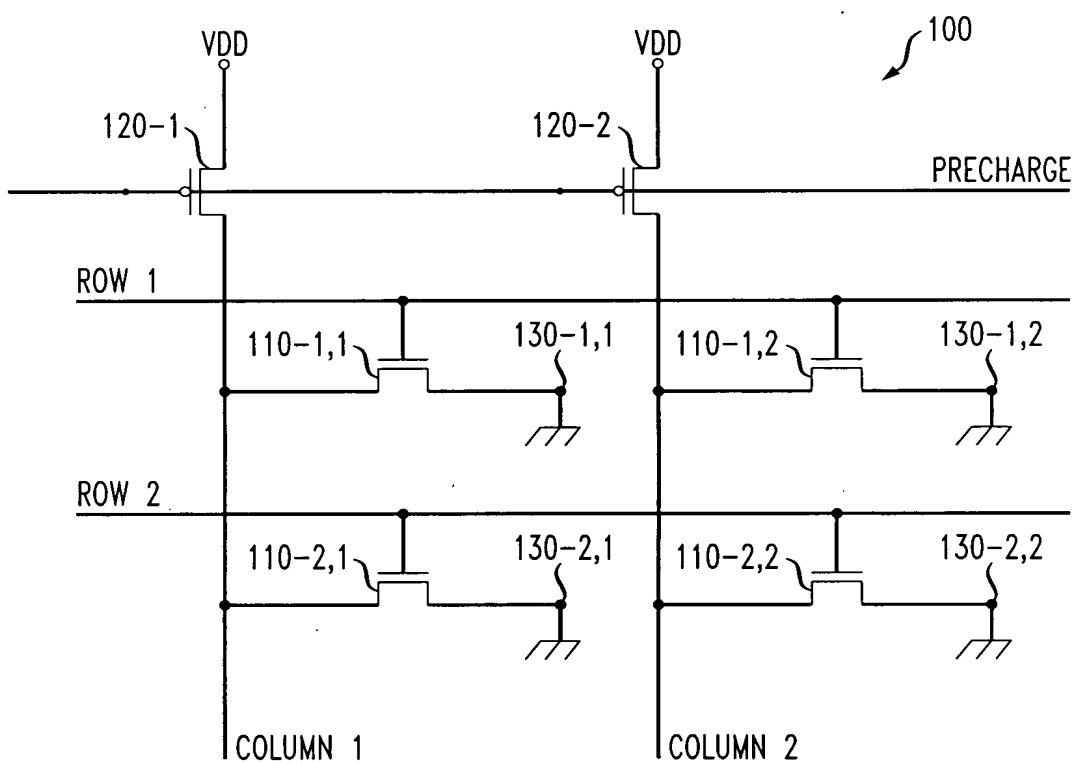 100
VDD
VDD
120-1
120-2
PRECHARGE
ROW 1
110-1,1
130-1,1
110-1,2
130-1,2
ROW 2
110-2,1
130-2,1
110-2,2
130-2,2
COLUMN 1
COLUMN 2